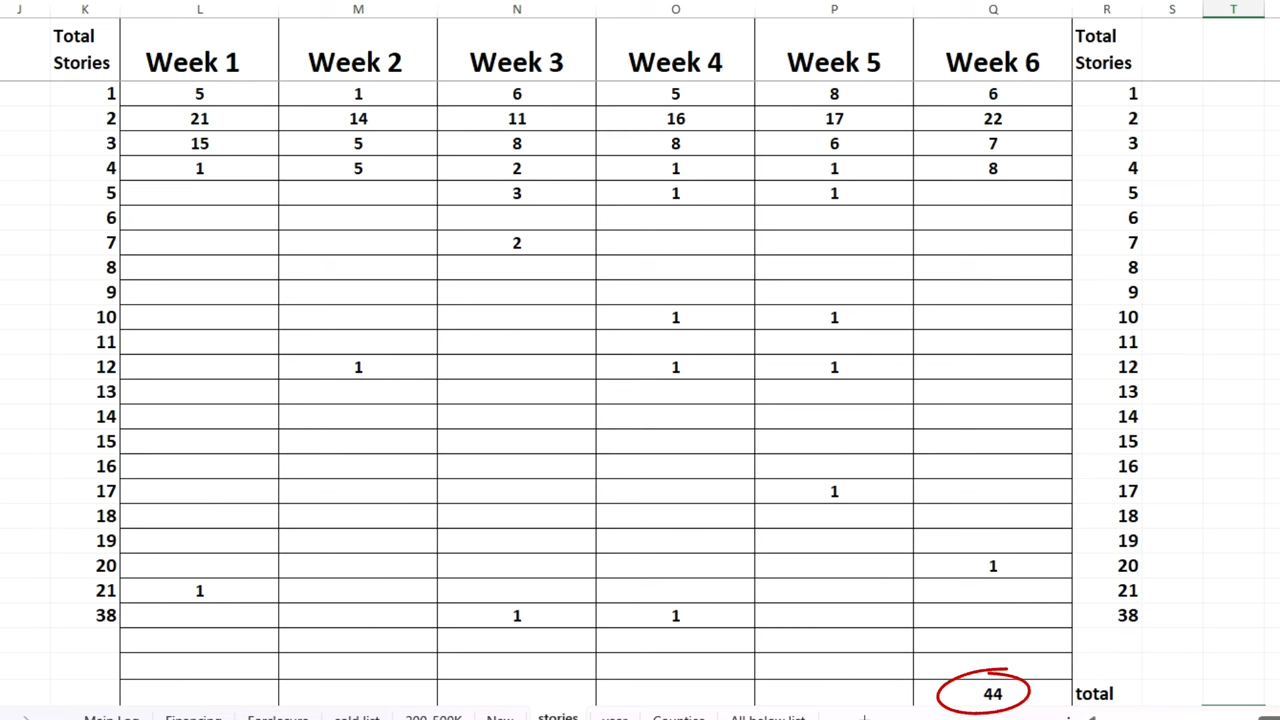 J K L M N O P Q R S T
Total Stories Week 1 Week 2 Week 3 Week 4 Week 5 Week 6 Total Stories
1 5 1 6 5 8 6 1
2 21 14 11 16 17 22 2
3 15 5 8 8 6 7 3
4 1 5 2 1 1 8 4
5 3 1 1 5
6 6
7 2 7
8 8
9 9
10 1 1 10
11 11
12 1 1 1 12
13 13
14 14
15 15
16 16
17 1 17
18 18
19 19
20 1 20
21 1 21
38 1 1 38
44 total
Main Log Financing Foreclosure sold list 200-500K New stories year Counties All below list